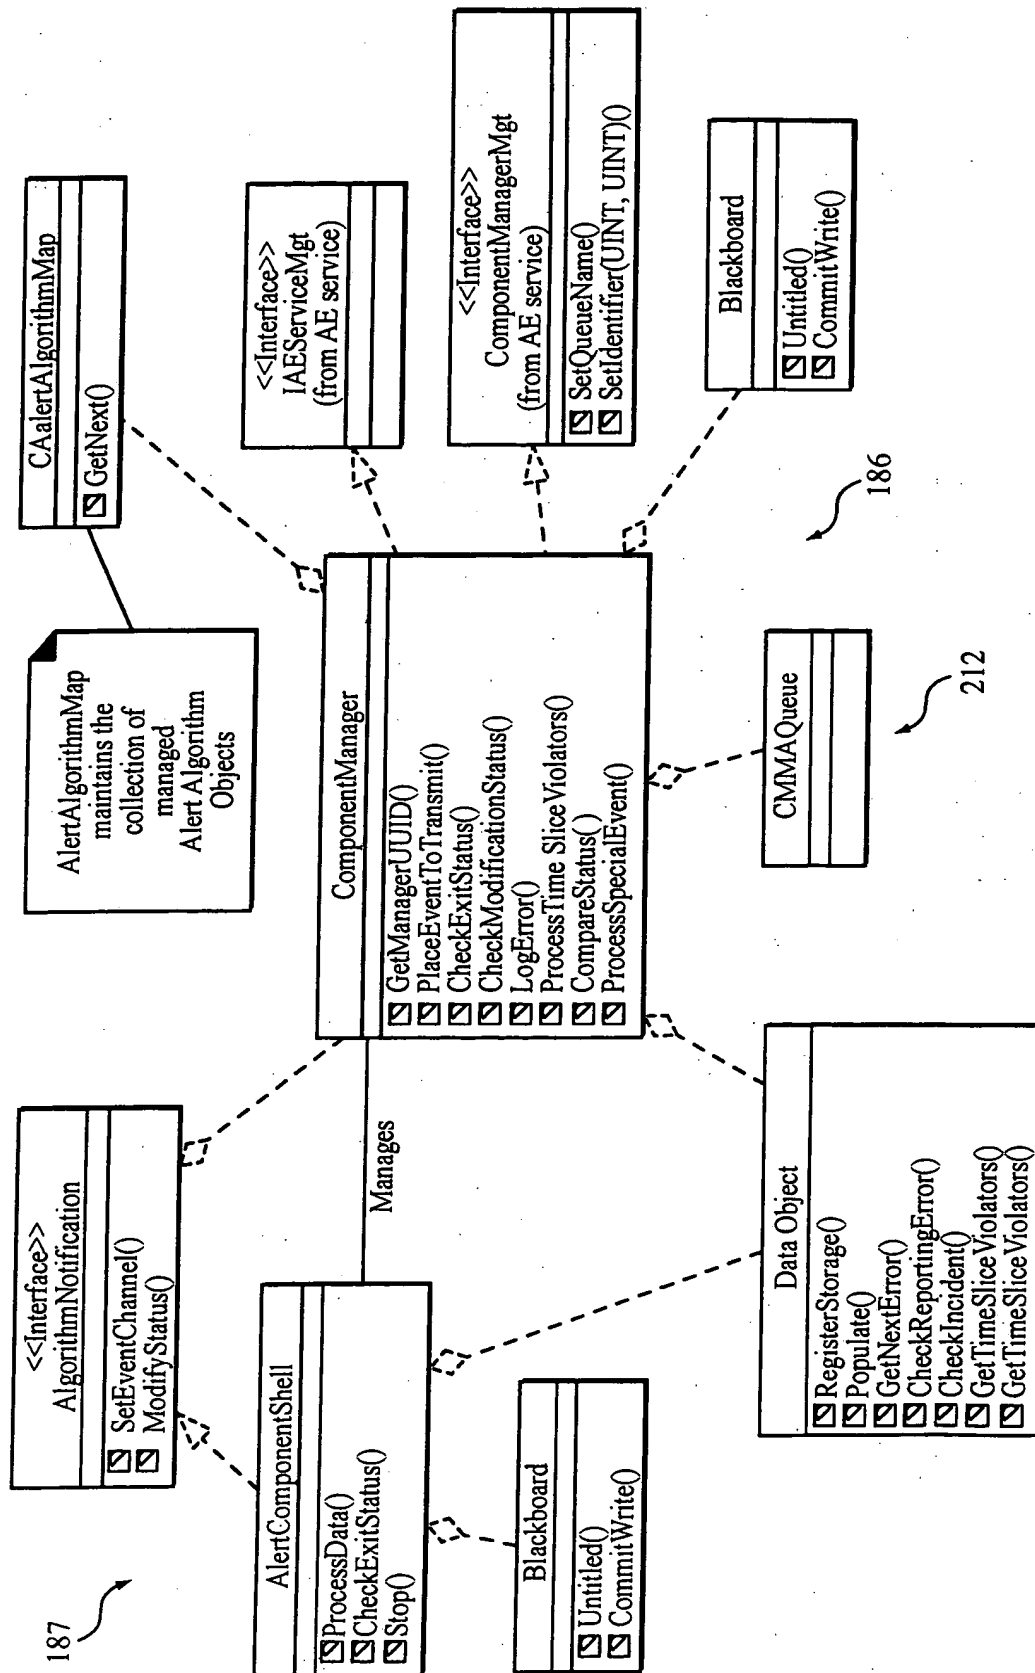 187
<<Interface>>
AlgorithmNotification
SetEventChannel()
ModifyStatus()
AlertAlgorithmMap
maintains the
collection of
managed
Alert Algorithm
Objects
CAalertAlgorithmMap
GetNext()
<<Interface>>
IAEServiceMgt
(from AE service)
AlertComponentShell
ProcessData()
CheckExitStatus()
Stop()
Manages
ComponentManager
GetManagerUUID()
PlaceEventToTransmit()
CheckExitStatus()
CheckModificationStatus()
LogError()
ProcessTime SliceViolators()
CompareStatus()
ProcessSpecialEvent()
<<Interface>>
ComponentManagerMgt
(from AE service)
SetQueueName()
SetIdentifier(UINT, UINT)()
Blackboard
Untitled()
CommitWrite()
Data Object
RegisterStorage()
Populate()
GetNextError()
CheckReportingError()
CheckIncident()
GetTimeSliceViolators()
GetTimeSliceViolators()
CMMAQueue
212
186
Blackboard
Untitled()
CommitWrite()